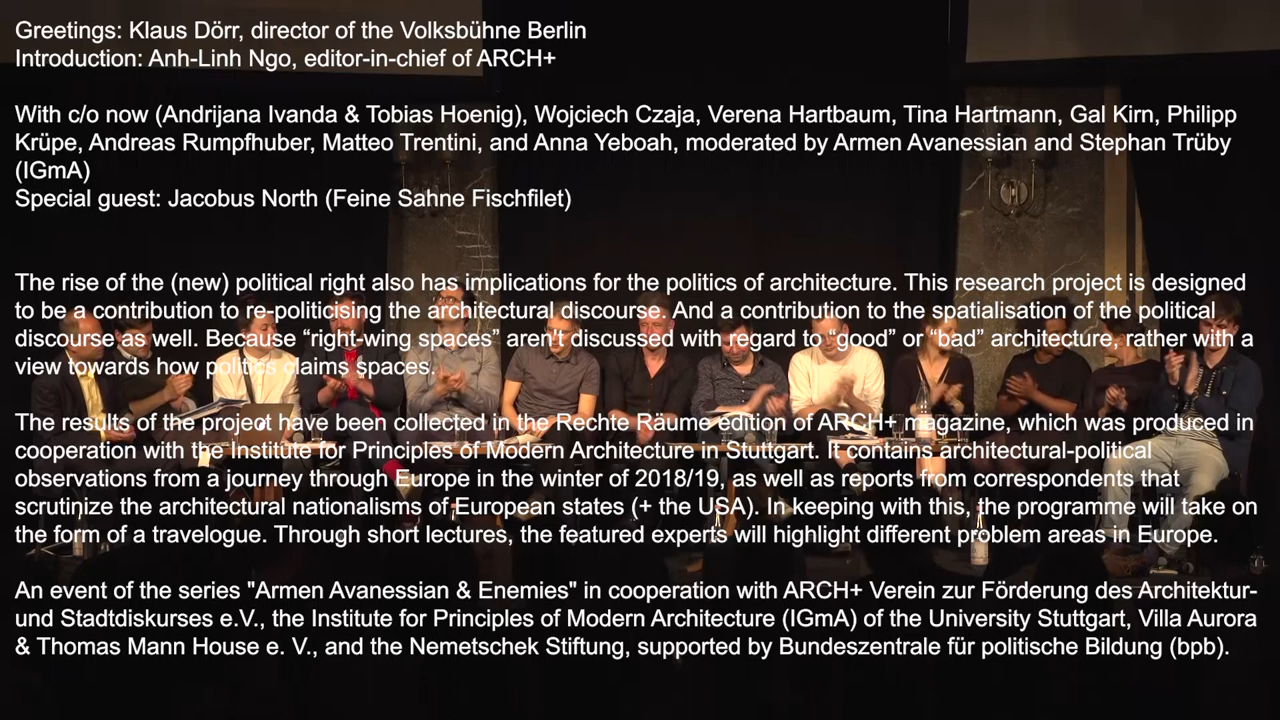 Greetings: Klaus Dörr, director of the Volksbühne Berlin
Introduction: Anh-Linh Ngo, editor-in-chief of ARCH+
With c/o now (Andrijana Ivanda & Tobias Hoenig), Wojciech Czaja, Verena Hartbaum, Tina Hartmann, Gal Kirn, Philipp
Krüpe, Andreas Rumpfhuber, Matteo Trentini, and Anna Yeboah, moderated by Armen Avanessian and Stephan Trüby
(IGmA)
Special guest: Jacobus North (Feine Sahne Fischfilet)
The rise of the (new) political right also has implications for the politics of architecture. This research project is designed
to be a contribution to re-politicising the architectural discourse. And a contribution to the spatialisation of the political
discourse as well. Because “right-wing spaces” aren't discussed with regard to “good” or “bad” architecture, rather with a
view towards how politics claims spaces.
The results of the project have been collected in the Rechte Räume edition of ARCH+ magazine, which was produced in
cooperation with the Institute for Principles of Modern Architecture in Stuttgart. It contains architectural-political
observations from a journey through Europe in the winter of 2018/19, as well as reports from correspondents that
scrutinize the architectural nationalisms of European states (+ the USA). In keeping with this, the programme will take on
the form of a travelogue. Through short lectures, the featured experts will highlight different problem areas in Europe.
An event of the series "Armen Avanessian & Enemies" in cooperation with ARCH+ Verein zur Förderung des Architektur-
und Stadtdiskurses e.V., the Institute for Principles of Modern Architecture (IGmA) of the University Stuttgart, Villa Aurora
& Thomas Mann House e. V., and the Nemetschek Stiftung, supported by Bundeszentrale für politische Bildung (bpb).